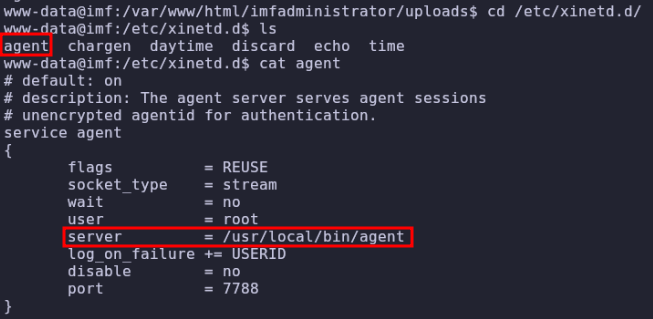 www-data@imf:/var/www/html/imfadministrator/uploads$ cd /etc/xinetd.d/
www-data@imf:/etc/xinetd.d$ ls
agent  chargen  daytime  discard  echo  time
www-data@imf:/etc/xinetd.d$ cat agent
# default: on
# description: The agent server serves agent sessions
# unencrypted agentid for authentication.
service agent
{
       flags          = REUSE
       socket_type    = stream
       wait           = no
       user           = root
       server         = /usr/local/bin/agent
       log_on_failure += USERID
       disable        = no
       port           = 7788
}